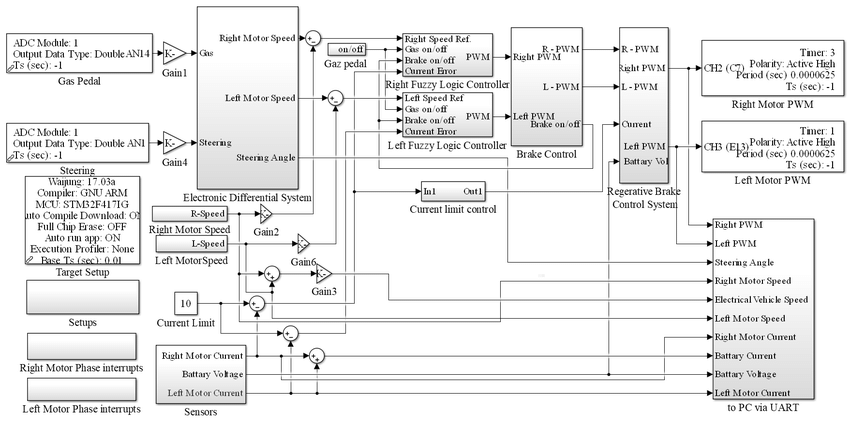 ADC Module: 1
Output Data Type: Double
Ts (sec): -1
AN14
Gas Pedal
K-
Gain1
ADC Module: 1
Output Data Type: Double
Ts (sec): -1
AN1
Steering
K-
Gain4
Waijung: 17.03a
Compiler: GNU ARM
MCU: STM32F417IG
uto Compile Download: ON
Full Chip Erase: OFF
Auto run app: ON
Execution Profiler: None
Base Ts (sec): 0.01
Target Setup
Setups
Right Motor Phase interrupts
Left Motor Phase interrupts
Gas
Steering
Right Motor Speed
Left Motor Speed
Steering Angle
Electronic Differential System
R-Speed
Right Motor Speed
L-Speed
Left MotorSpeed
Gain2
Gain6
K-
Gain3
10
Current Limit
Right Motor Current
Battary Voltage
Left Motor Current
Sensors
on/off
Gaz pedal
Right Speed Ref.
Gas on/off
Brake on/off
Current Error
PWM
Right Fuzzy Logic Controller
Left Speed Ref
Gas on/off
Brake on/off
Current Error
PWM
Left Fuzzy Logic Controller
Right PWM
Left PWM
R - PWM
L - PWM
Brake on/off
Brake Control
In1
Out1
Current limit control
R - PWM
Right PWM
L - PWM
Current
Left PWM
Battary Vol
Regerative Brake
Control System
Timer: 3
Polarity: Active High
CH2 (C7)
Period (sec) 0.0000625
Ts (sec): -1
Right Motor PWM
Timer: 1
Polarity: Active High
CH3 (E13)
Period (sec) 0.0000625
Ts (sec): -1
Left Motor PWM
Right PWM
Left PWM
Steering Angle
Right Motor Speed
Electrical Vehicle Speed
Left Motor Speed
Right Motor Current
Battary Current
Battary Voltage
Left Motor Current
to PC via UART